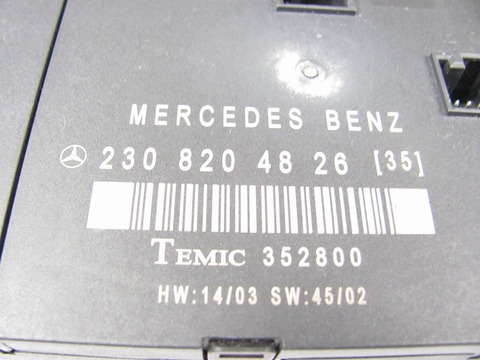 MERCEDES BENZ
230 820 48 26 [35]
TEMIC 352800
HW:14/03 SW:45/02